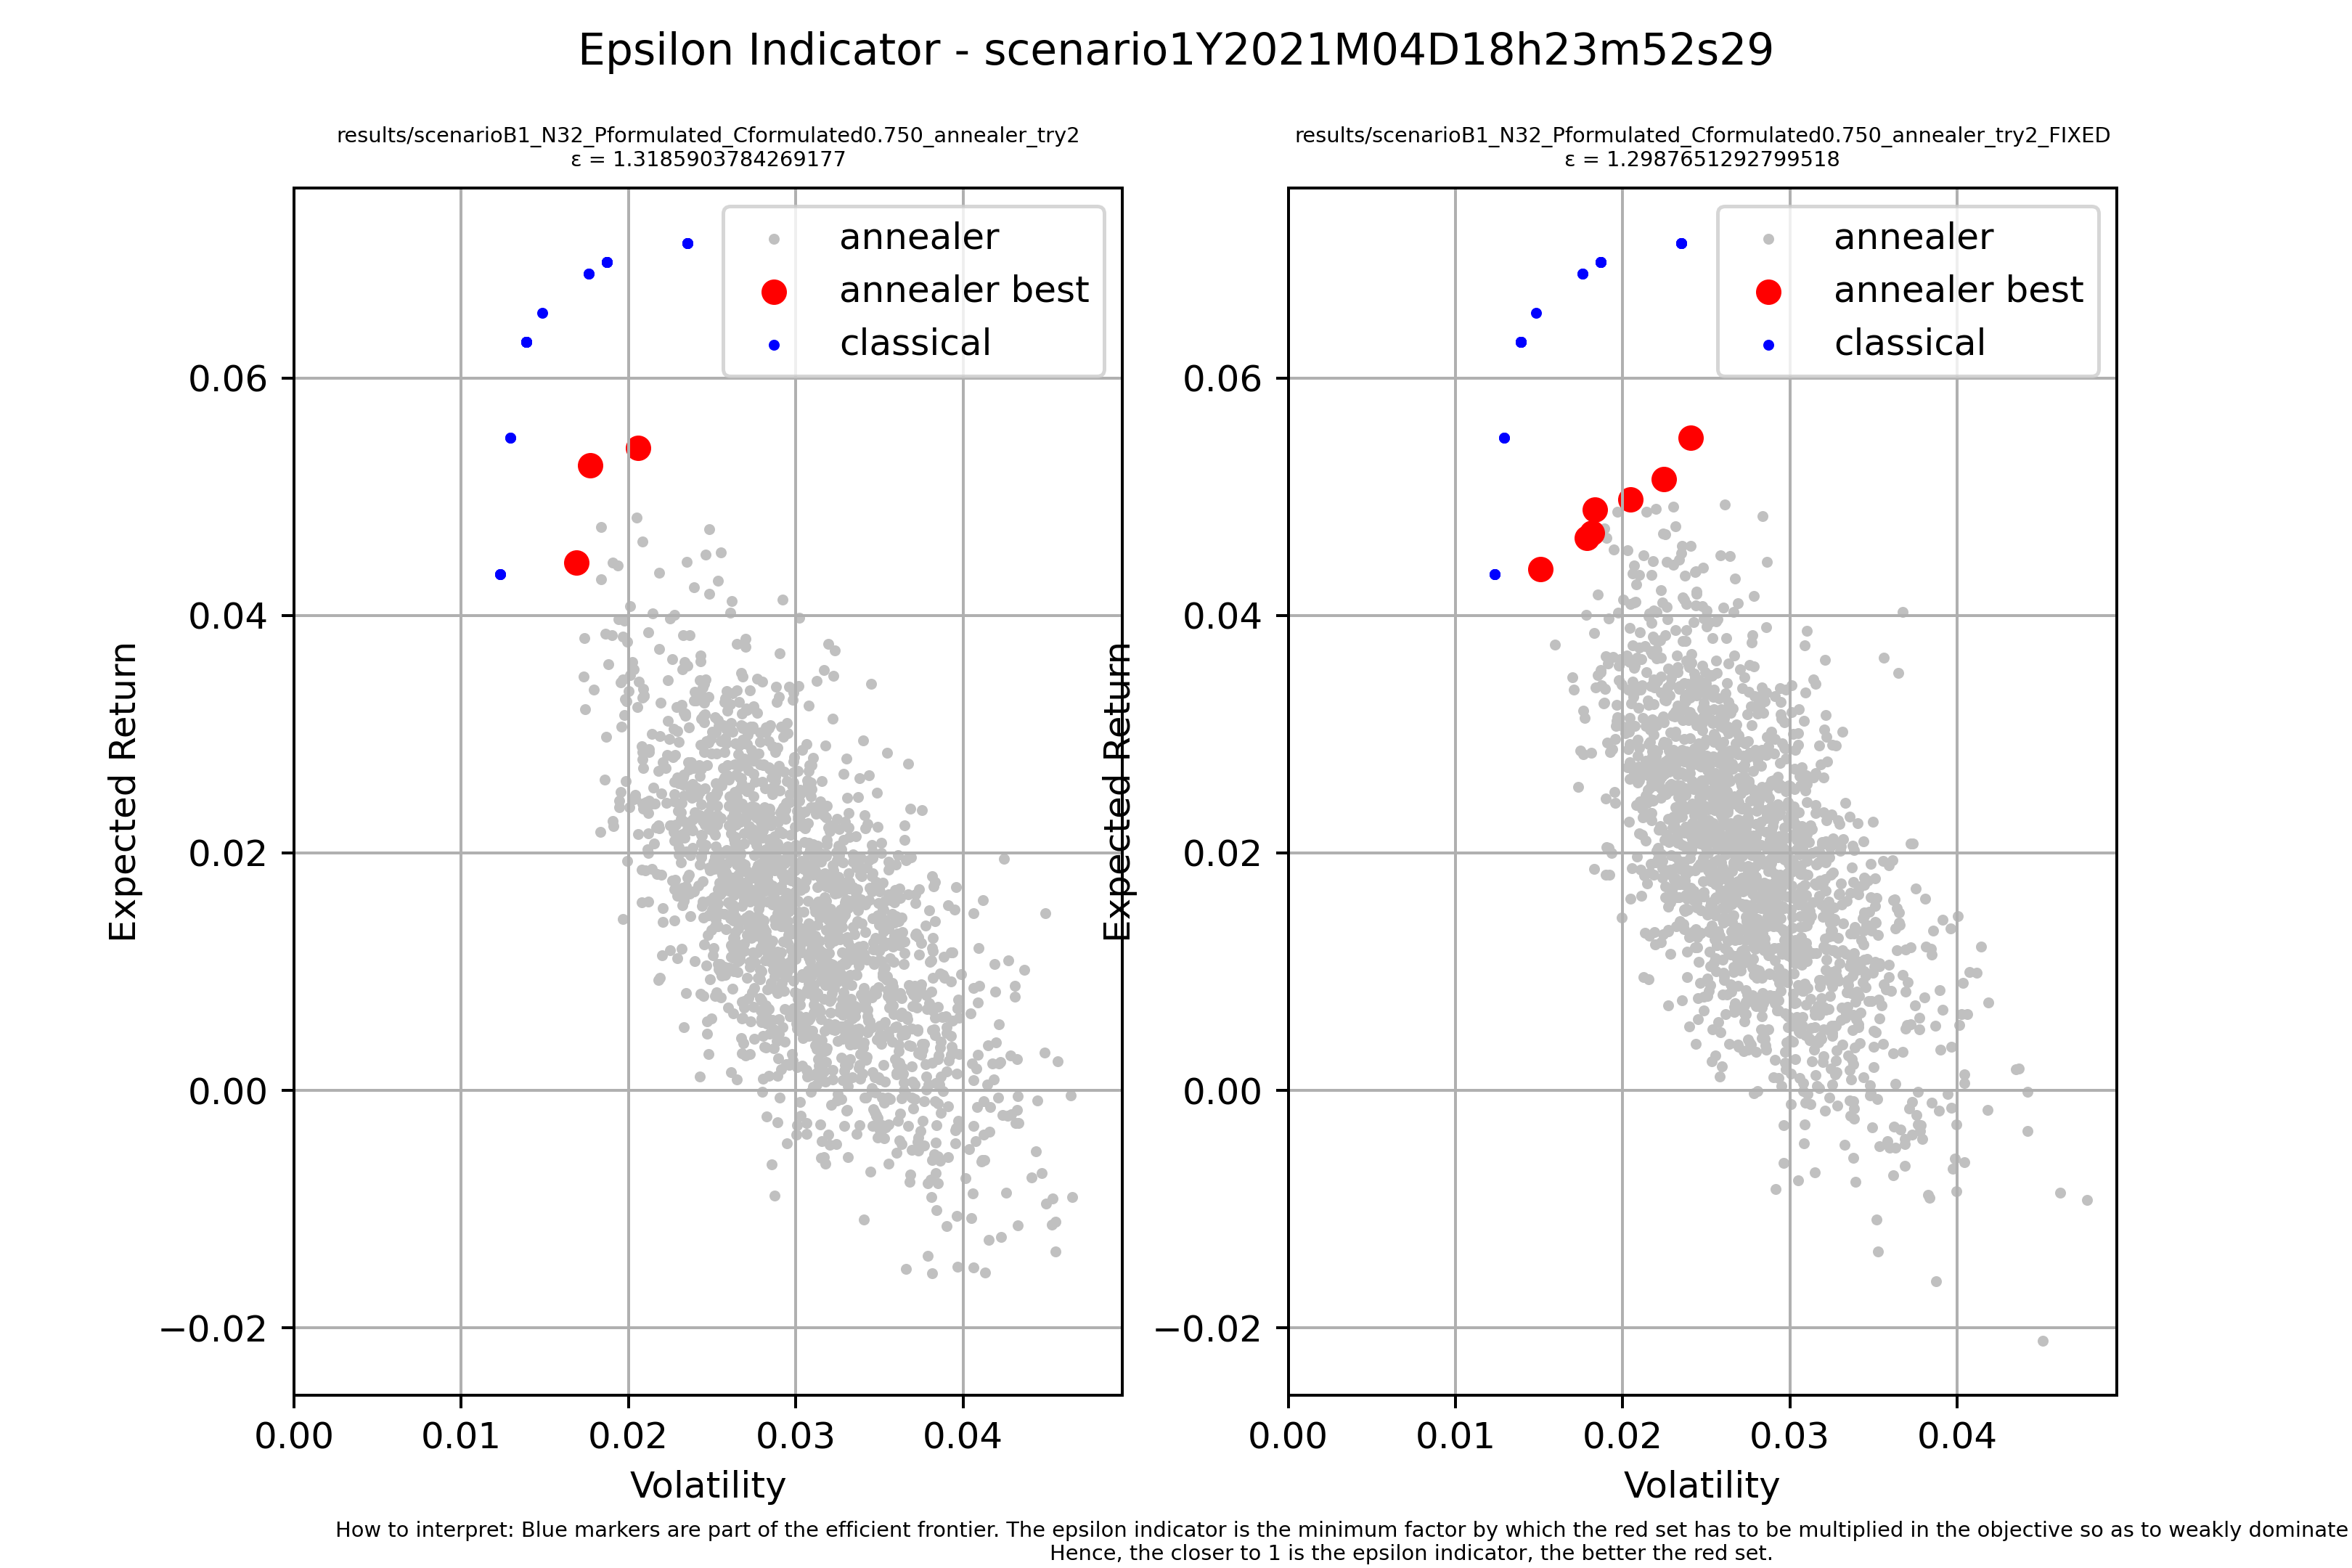 Epsilon Indicator - scenario1Y2021M04D18h23m52s29
results/scenarioB1_N32_Pformulated_Cformulated0.750_annealer_try2
ε = 1.3185903784269177
annealer
annealer best
classical
0.06
0.04
0.02
0.00
−0.02
Expected Return
0.00 0.01 0.02 0.03 0.04
Volatility
results/scenarioB1_N32_Pformulated_Cformulated0.750_annealer_try2_FIXED
ε = 1.2987651292799518
annealer
annealer best
classical
0.06
0.04
0.02
0.00
−0.02
Expected Return
0.00 0.01 0.02 0.03 0.04
Volatility
How to interpret: Blue markers are part of the efficient frontier. The epsilon indicator is the minimum factor by which the red set has to be multiplied in the objective so as to weakly dominate
Hence, the closer to 1 is the epsilon indicator, the better the red set.